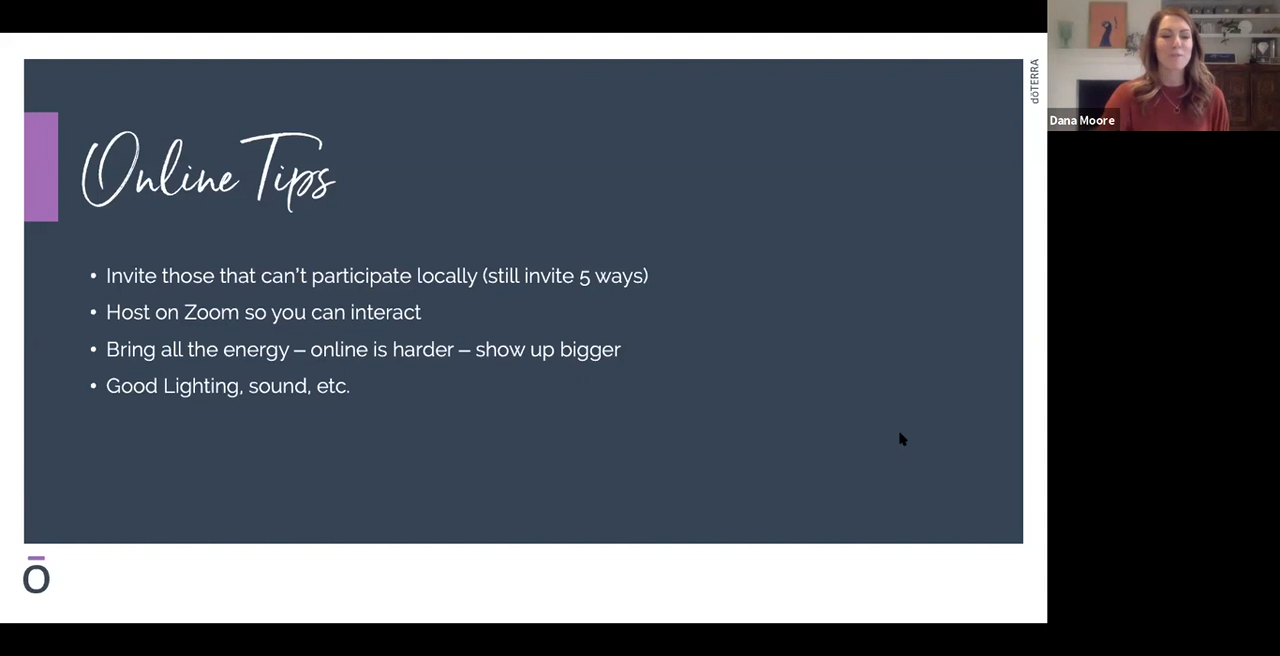 Online Tips
• Invite those that can't participate locally (still invite 5 ways)
• Host on Zoom so you can interact
• Bring all the energy – online is harder – show up bigger
• Good Lighting, sound, etc.
dōTERRA
Dana Moore
ō